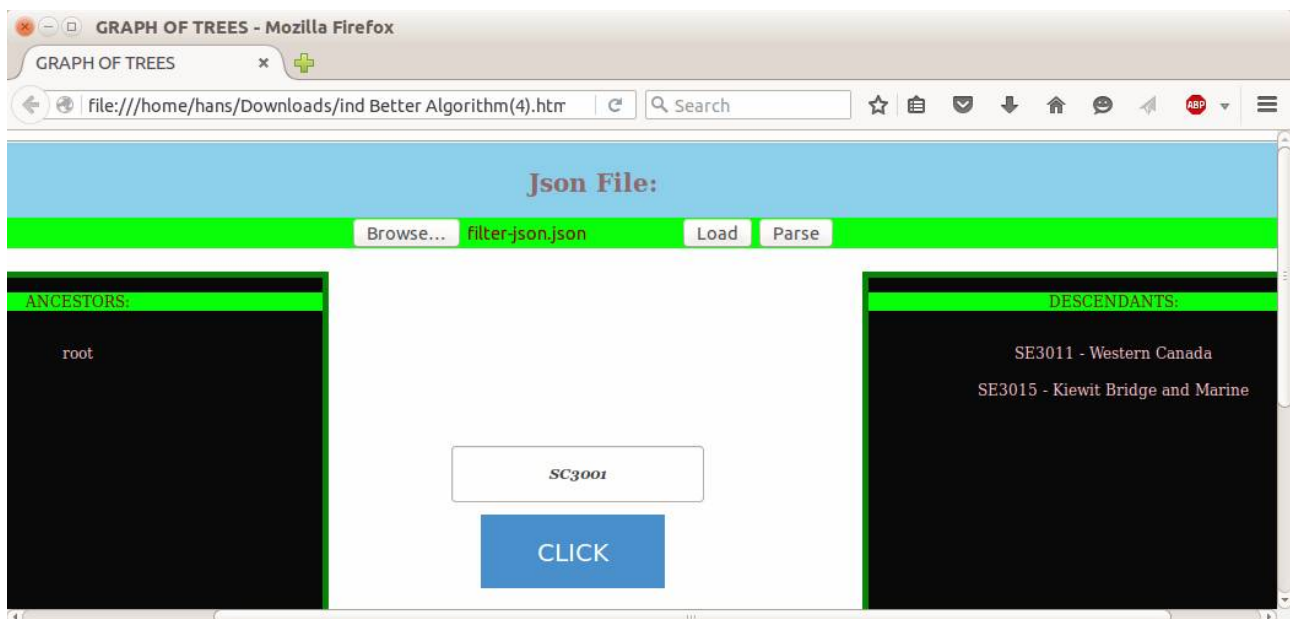 GRAPH OF TREES - Mozilla Firefox
GRAPH OF TREES
file:///home/hans/Downloads/ind Better Algorithm(4).htm
Search
ABP
Json File:
Browse... filter-json.json Load Parse
ANCESTORS:
root
DESCENDANTS:
SE3011 - Western Canada
SE3015 - Kiewit Bridge and Marine
SC3001
CLICK